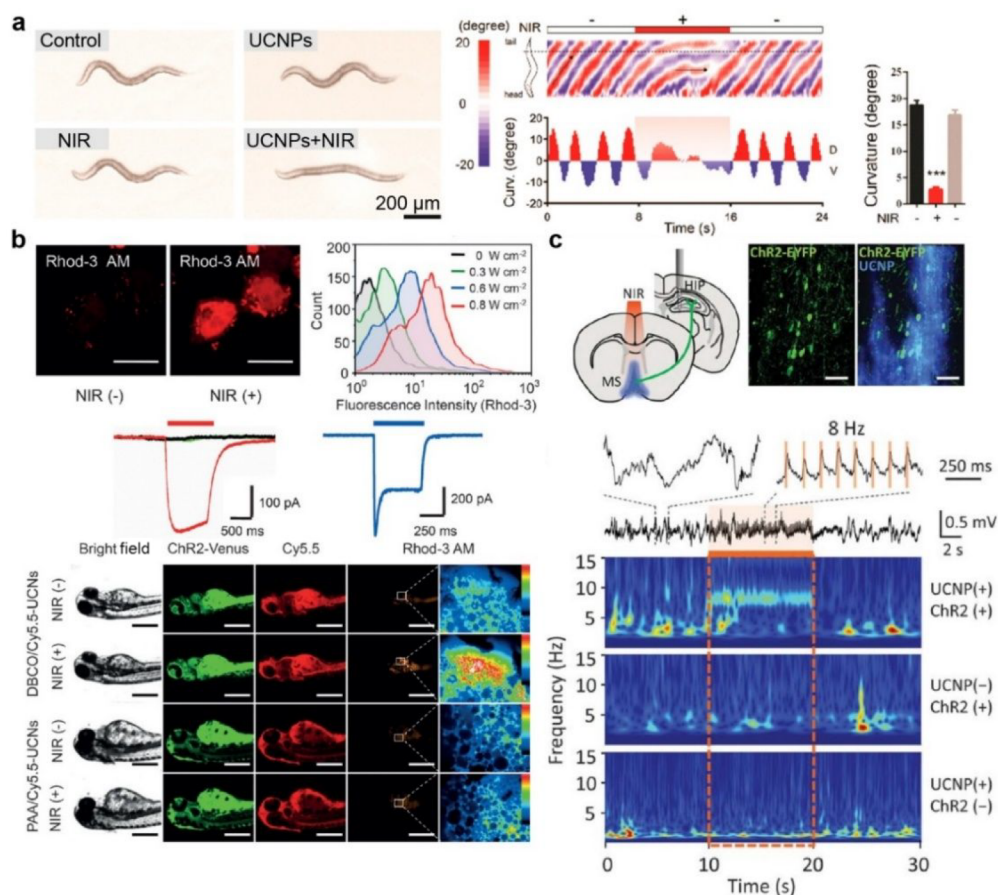 a
Control
UCNPs
NIR
UCNPs+NIR
200 µm
(degree)
20
0
-20
NIR
- + -
tail
head
Curv. (degree)
20
10
0
-10
-20
D
V
0 8 16 24
Time (s)
Curvature (degree)
25
20
15
10
5
0
***
NIR - + -
b
Rhod-3 AM
Rhod-3 AM
NIR (-)
NIR (+)
Count
200
150
100
50
0
0 W cm⁻²
0.3 W cm⁻²
0.6 W cm⁻²
0.8 W cm⁻²
10⁰ 10¹ 10² 10³
Fluorescence Intensity (Rhod-3)
100 pA
500 ms
200 pA
250 ms
Bright field ChR2-Venus Cy5.5 Rhod-3 AM
DBCO/Cy5.5-UCNs
NIR (-)
NIR (+)
PAA/Cy5.5-UCNs
NIR (-)
NIR (+)
c
NIR
HIP
MS
ChR2-EYFP
ChR2-EYFP
UCNP
8 Hz
250 ms
0.5 mV
2 s
Frequency (Hz)
15
10
5
UCNP(+)
ChR2 (+)
15
10
5
UCNP(−)
ChR2 (+)
15
10
5
UCNP(+)
ChR2 (-)
0 10 20 30
Time (s)